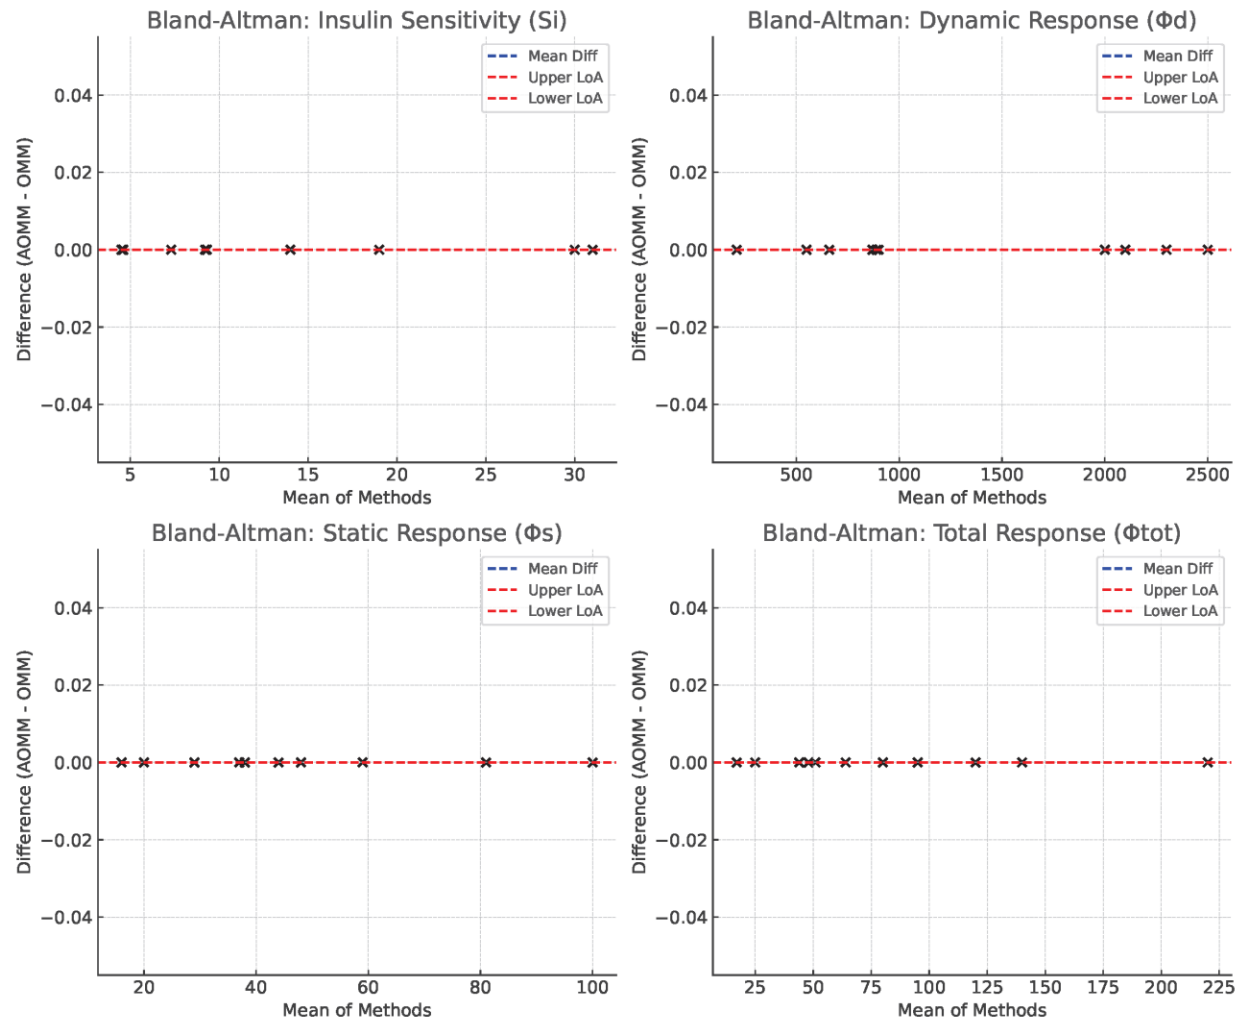 Bland-Altman: Insulin Sensitivity (Si)
Mean Diff
Upper LoA
Lower LoA
0.04
0.02
0.00
−0.02
−0.04
Difference (AOMM - OMM)
5 10 15 20 25 30
Mean of Methods
Bland-Altman: Dynamic Response (Φd)
Mean Diff
Upper LoA
Lower LoA
0.04
0.02
0.00
−0.02
−0.04
Difference (AOMM - OMM)
500 1000 1500 2000 2500
Mean of Methods
Bland-Altman: Static Response (Φs)
Mean Diff
Upper LoA
Lower LoA
0.04
0.02
0.00
−0.02
−0.04
Difference (AOMM - OMM)
20 40 60 80 100
Mean of Methods
Bland-Altman: Total Response (Φtot)
Mean Diff
Upper LoA
Lower LoA
0.04
0.02
0.00
−0.02
−0.04
Difference (AOMM - OMM)
25 50 75 100 125 150 175 200 225
Mean of Methods